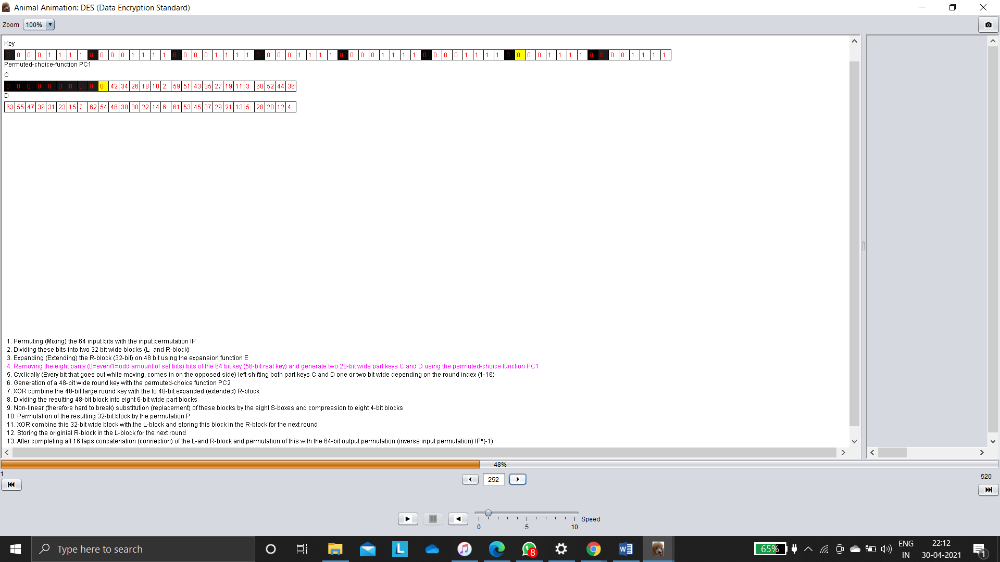 Animal Animation: DES (Data Encryption Standard)
Zoom 100%
Key
0 0 0 0 1 1 1 1 0 0 0 0 1 1 1 1 0 0 0 0 1 1 1 1 0 0 0 0 1 1 1 1 0 0 0 0 1 1 1 1 0 0 0 0 1 1 1 1 0 0 0 0 1 1 1 1 0 0 0 0 1 1 1 1
Permuted-choice-function PC1
C
0 0 0 0 0 0 0 0 0 0 42 34 26 18 10 2 59 51 43 35 27 19 11 3 60 52 44 36
D
63 55 47 39 31 23 15 7 62 54 46 38 30 22 14 6 61 53 45 37 29 21 13 5 28 20 12 4
1. Permuting (Mixing) the 64 input bits with the input permutation IP
2. Dividing these bits into two 32 bit wide blocks (L- and R-block)
3. Expanding (Extending) the R-block (32-bit) on 48 bit using the expansion function E
4. Removing the eight parity (0=even/1=odd amount of set bits) bits of the 64 bit key (56-bit real key) and generate two 28-bit wide part keys C and D using the permuted-choice function PC1
5. Cyclically (Every bit that goes out while moving, comes in on the opposed side) left shifting both part keys C and D one or two bit wide depending on the round index (1-16)
6. Generation of a 48-bit wide round key with the permuted-choice function PC2
7. XOR combine the 48-bit large round key with the to 48-bit expanded (extended) R-block
8. Dividing the resulting 48-bit block into eight 6-bit wide part blocks
9. Non-linear (therefore hard to break) substitution (replacement) of these blocks by the eight S-boxes and compression to eight 4-bit blocks
10. Permutation of the resulting 32-bit block by the permutation P
11. XOR combine this 32-bit wide block with the L-block and storing this block in the R-block for the next round
12. Storing the originial R-block in the L-block for the next round
13. After completing all 16 laps concatenation (connection) of the L-and R-block and permutation of this with the 64-bit output permutation (inverse input permutation) IP^(-1)
48%
1
252
520
Speed
0 5 10
Type here to search
L
8
65%
ENG
IN
22:12
30-04-2021
1